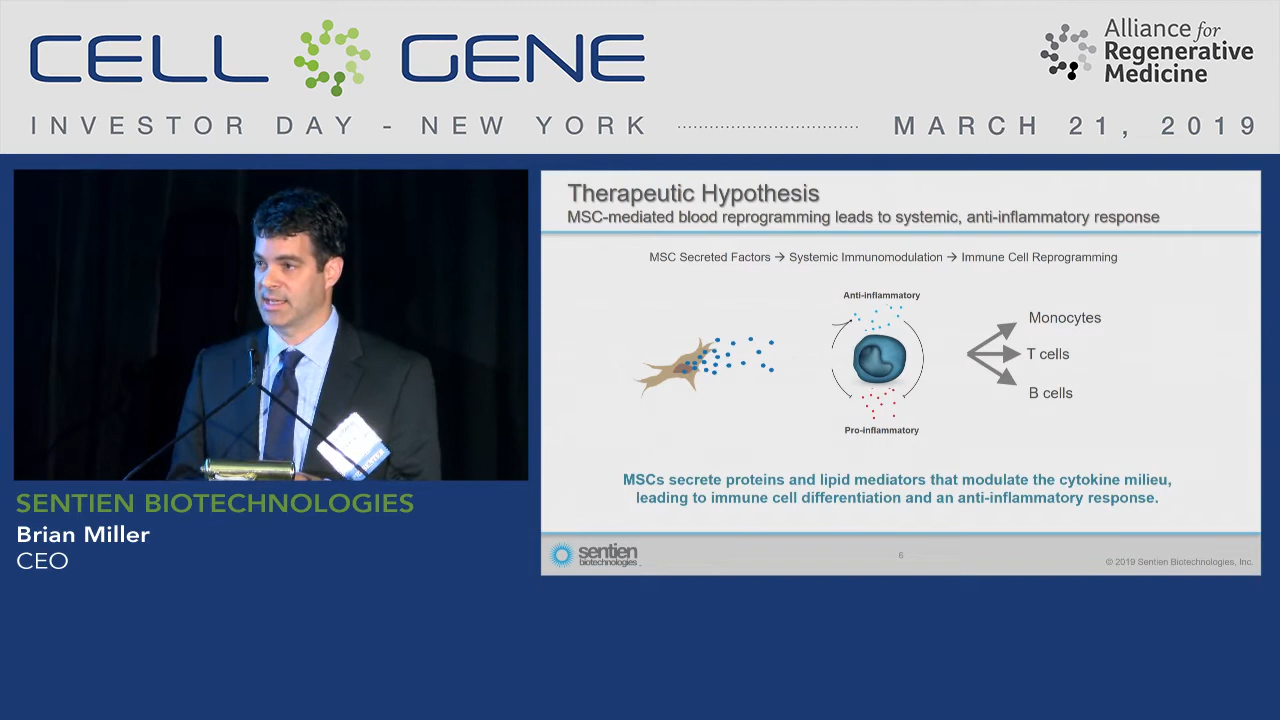 CELL GENE
Alliance for
Regenerative
Medicine
INVESTOR DAY - NEW YORK
MARCH 21, 2019
SENTIEN BIOTECHNOLOGIES
Brian Miller
CEO
Therapeutic Hypothesis
MSC-mediated blood reprogramming leads to systemic, anti-inflammatory response
MSC Secreted Factors → Systemic Immunomodulation → Immune Cell Reprogramming
Anti-inflammatory
Pro-inflammatory
Monocytes
T cells
B cells
MSCs secrete proteins and lipid mediators that modulate the cytokine milieu,
leading to immune cell differentiation and an anti-inflammatory response.
sentien
biotechnologies
6
© 2019 Sentien Biotechnologies, Inc.